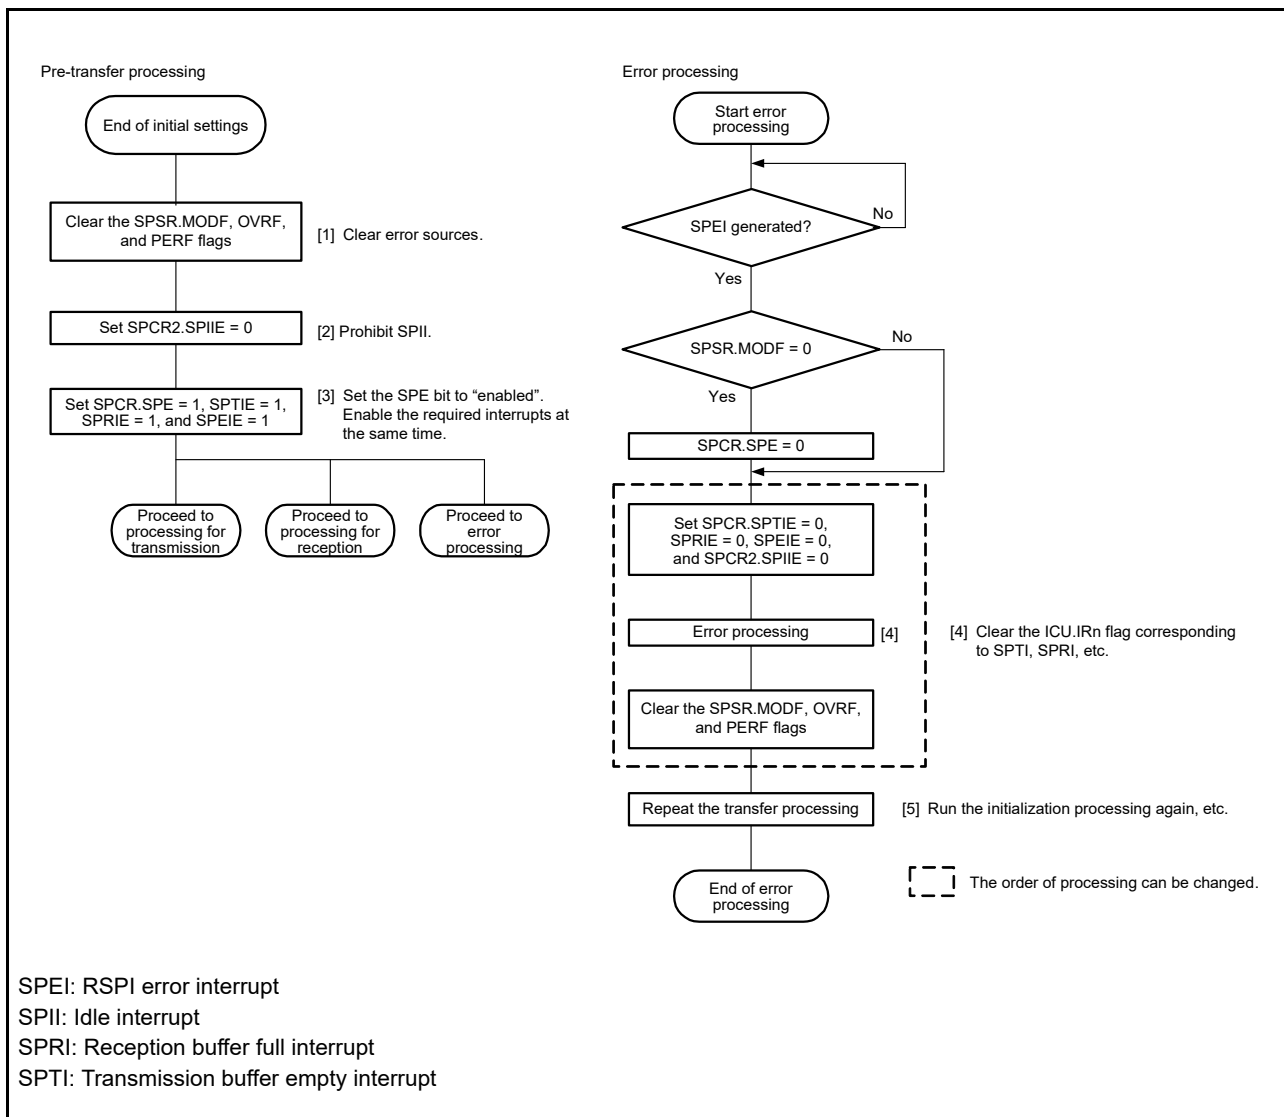 Pre-transfer processing
End of initial settings
Clear the SPSR.MODF, OVRF,
and PERF flags
[1] Clear error sources.
Set SPCR2.SPIIE = 0
[2] Prohibit SPII.
Set SPCR.SPE = 1, SPTIE = 1,
SPRIE = 1, and SPEIE = 1
[3] Set the SPE bit to “enabled”.
Enable the required interrupts at
the same time.
Proceed to
processing for
transmission
Proceed to
processing for
reception
Proceed to
error
processing
Error processing
Start error
processing
SPEI generated?
No
Yes
SPSR.MODF = 0
No
Yes
SPCR.SPE = 0
Set SPCR.SPTIE = 0,
SPRIE = 0, SPEIE = 0,
and SPCR2.SPIIE = 0
Error processing
[4]
[4] Clear the ICU.IRn flag corresponding
to SPTI, SPRI, etc.
Clear the SPSR.MODF, OVRF,
and PERF flags
Repeat the transfer processing
[5] Run the initialization processing again, etc.
End of error
processing
The order of processing can be changed.
SPEI: RSPI error interrupt
SPII: Idle interrupt
SPRI: Reception buffer full interrupt
SPTI: Transmission buffer empty interrupt